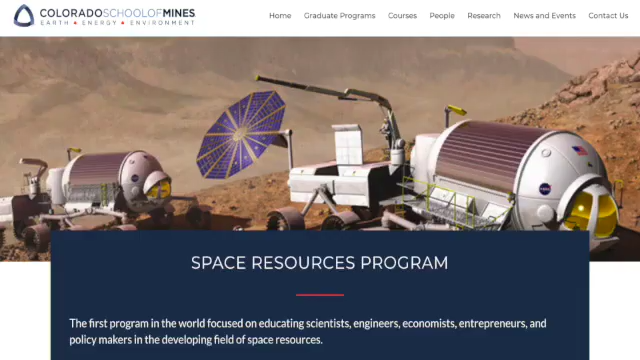 COLORADOSCHOOLOFMINES
EARTH • ENERGY • ENVIRONMENT
Home Graduate Programs Courses People Research News and Events Contact Us
NASA
SPACE RESOURCES PROGRAM
The first program in the world focused on educating scientists, engineers, economists, entrepreneurs, and
policy makers in the developing field of space resources.